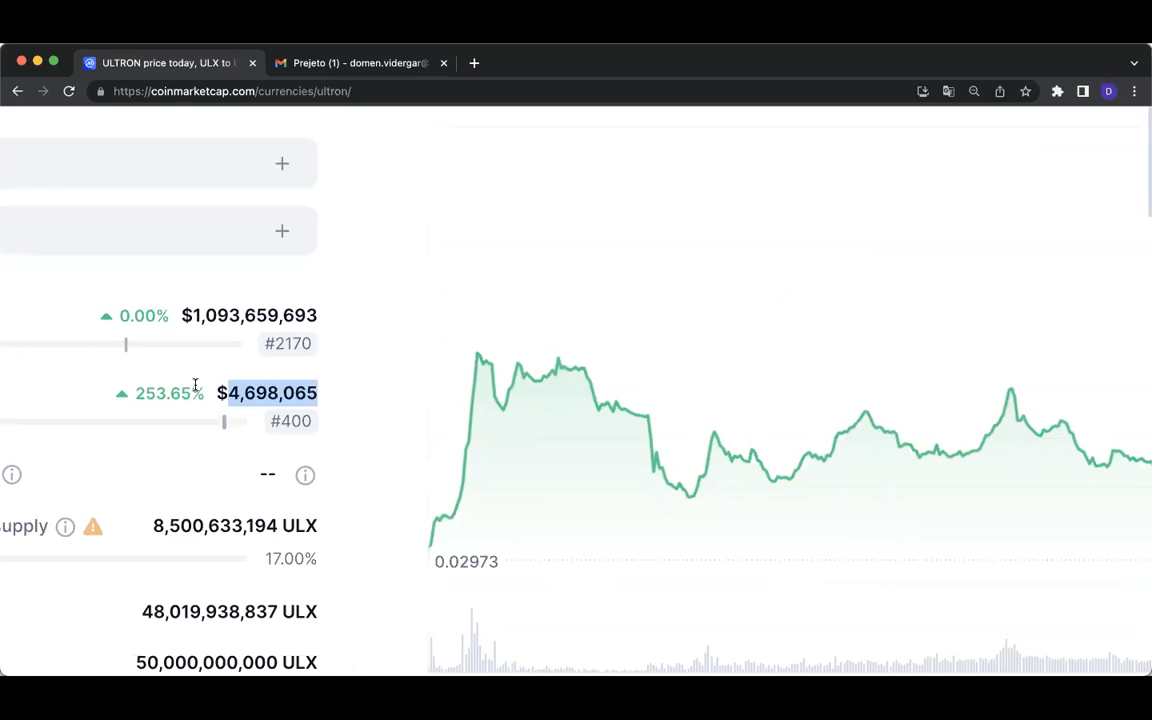 ULTRON price today, ULX to U
Prejeto (1) - domen.vidergar@
https://coinmarketcap.com/currencies/ultron/
D
0.00% $1,093,659,693
#2170
253.65% $4,698,065
#400
--
supply 8,500,633,194 ULX
17.00%
48,019,938,837 ULX
50,000,000,000 ULX
0.02973